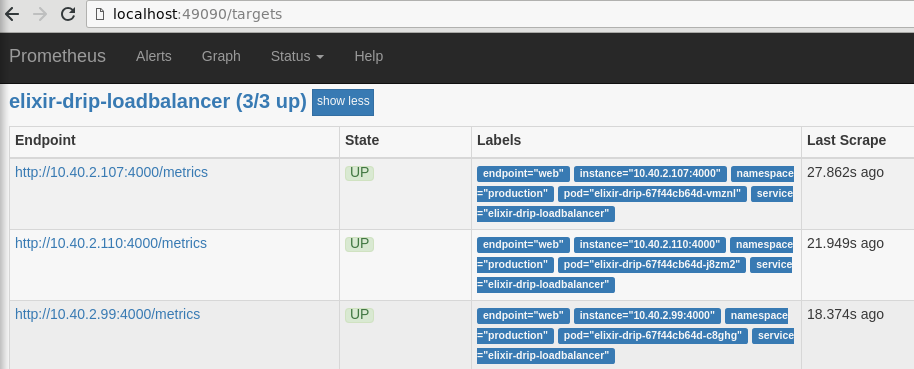 localhost:49090/targets
Prometheus Alerts Graph Status Help
elixir-drip-loadbalancer (3/3 up) show less
Endpoint State Labels Last Scrape
http://10.40.2.107:4000/metrics UP endpoint="web" instance="10.40.2.107:4000" namespace 27.862s ago
="production" pod="elixir-drip-67f44cb64d-vmznl" service
="elixir-drip-loadbalancer"
http://10.40.2.110:4000/metrics UP endpoint="web" instance="10.40.2.110:4000" namespace 21.949s ago
="production" pod="elixir-drip-67f44cb64d-j8zm2" service
="elixir-drip-loadbalancer"
http://10.40.2.99:4000/metrics UP endpoint="web" instance="10.40.2.99:4000" namespace 18.374s ago
="production" pod="elixir-drip-67f44cb64d-c8ghg" service
="elixir-drip-loadbalancer"